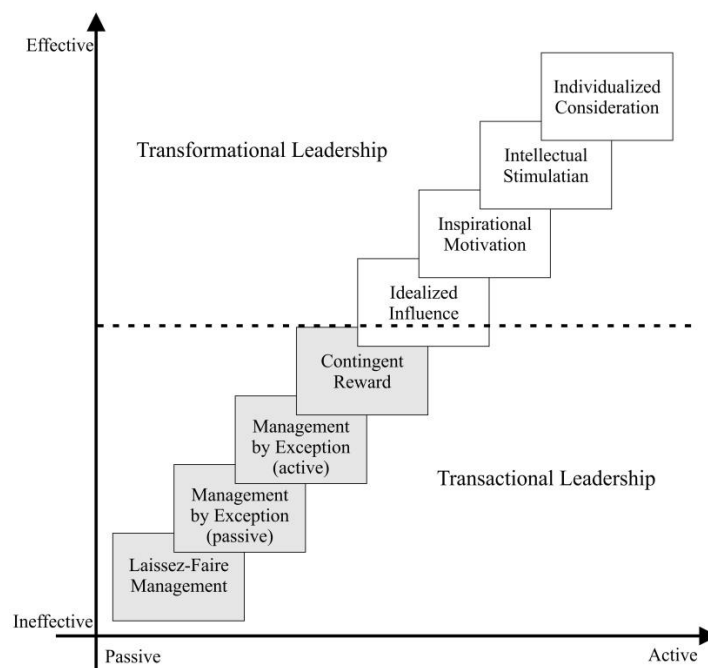 Effective
Individualized
Consideration
Transformational Leadership
Intellectual
Stimulation
Inspirational
Motivation
Idealized
Influence
Contingent
Reward
Management
by Exception
(active)
Transactional Leadership
Management
by Exception
(passive)
Laissez-Faire
Management
Ineffective
Passive
Active